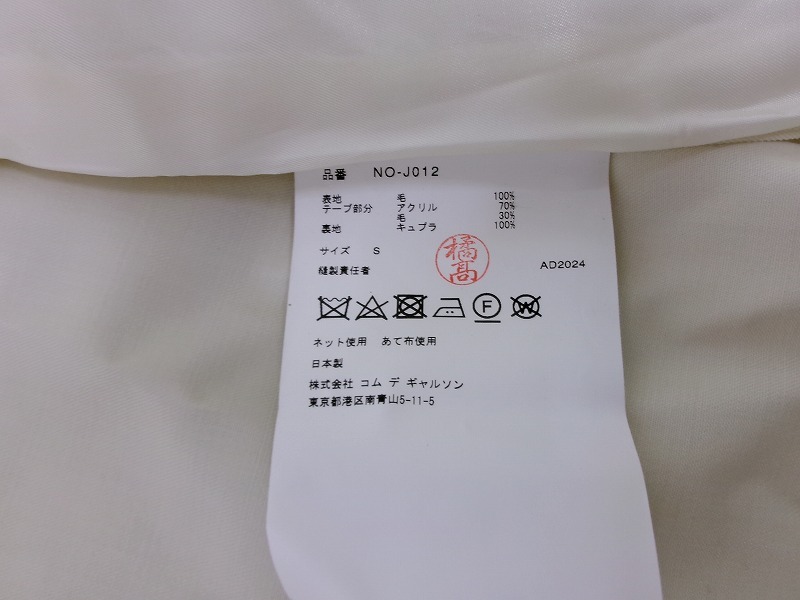 品番 NO-J012
裏地 毛 100%
テープ部分 アクリル 70%
毛 30%
裏地 キュプラ 100%
サイズ S
縫製責任者 橘高 AD2024
F W
ネット使用 あて布使用
日本製
株式会社 コム デ ギャルソン
東京都港区南青山5-11-5